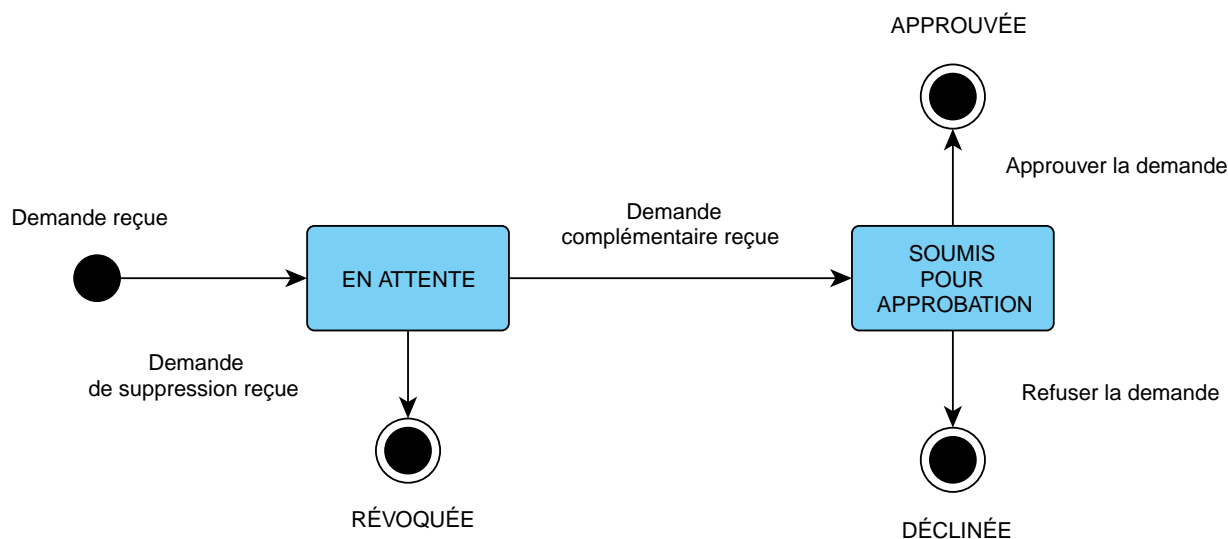 APPROUVÉE
Approuver la demande
Demande reçue
Demande
complémentaire reçue
EN ATTENTE
SOUMIS
POUR
APPROBATION
Demande
de suppression reçue
Refuser la demande
RÉVOQUÉE
DÉCLINÉE